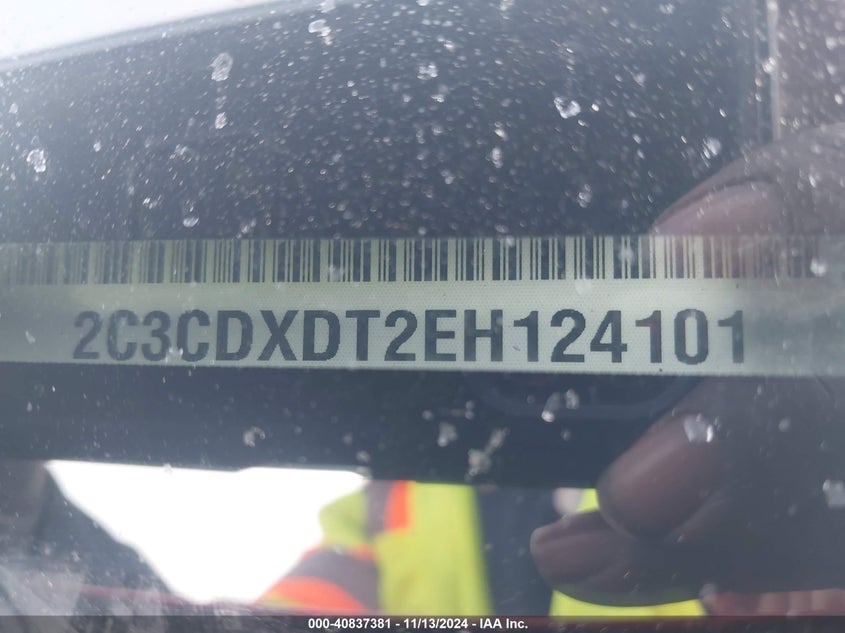 2C3CDXDT2EH124101
000-40837381 - 11/13/2024 - IAA Inc.